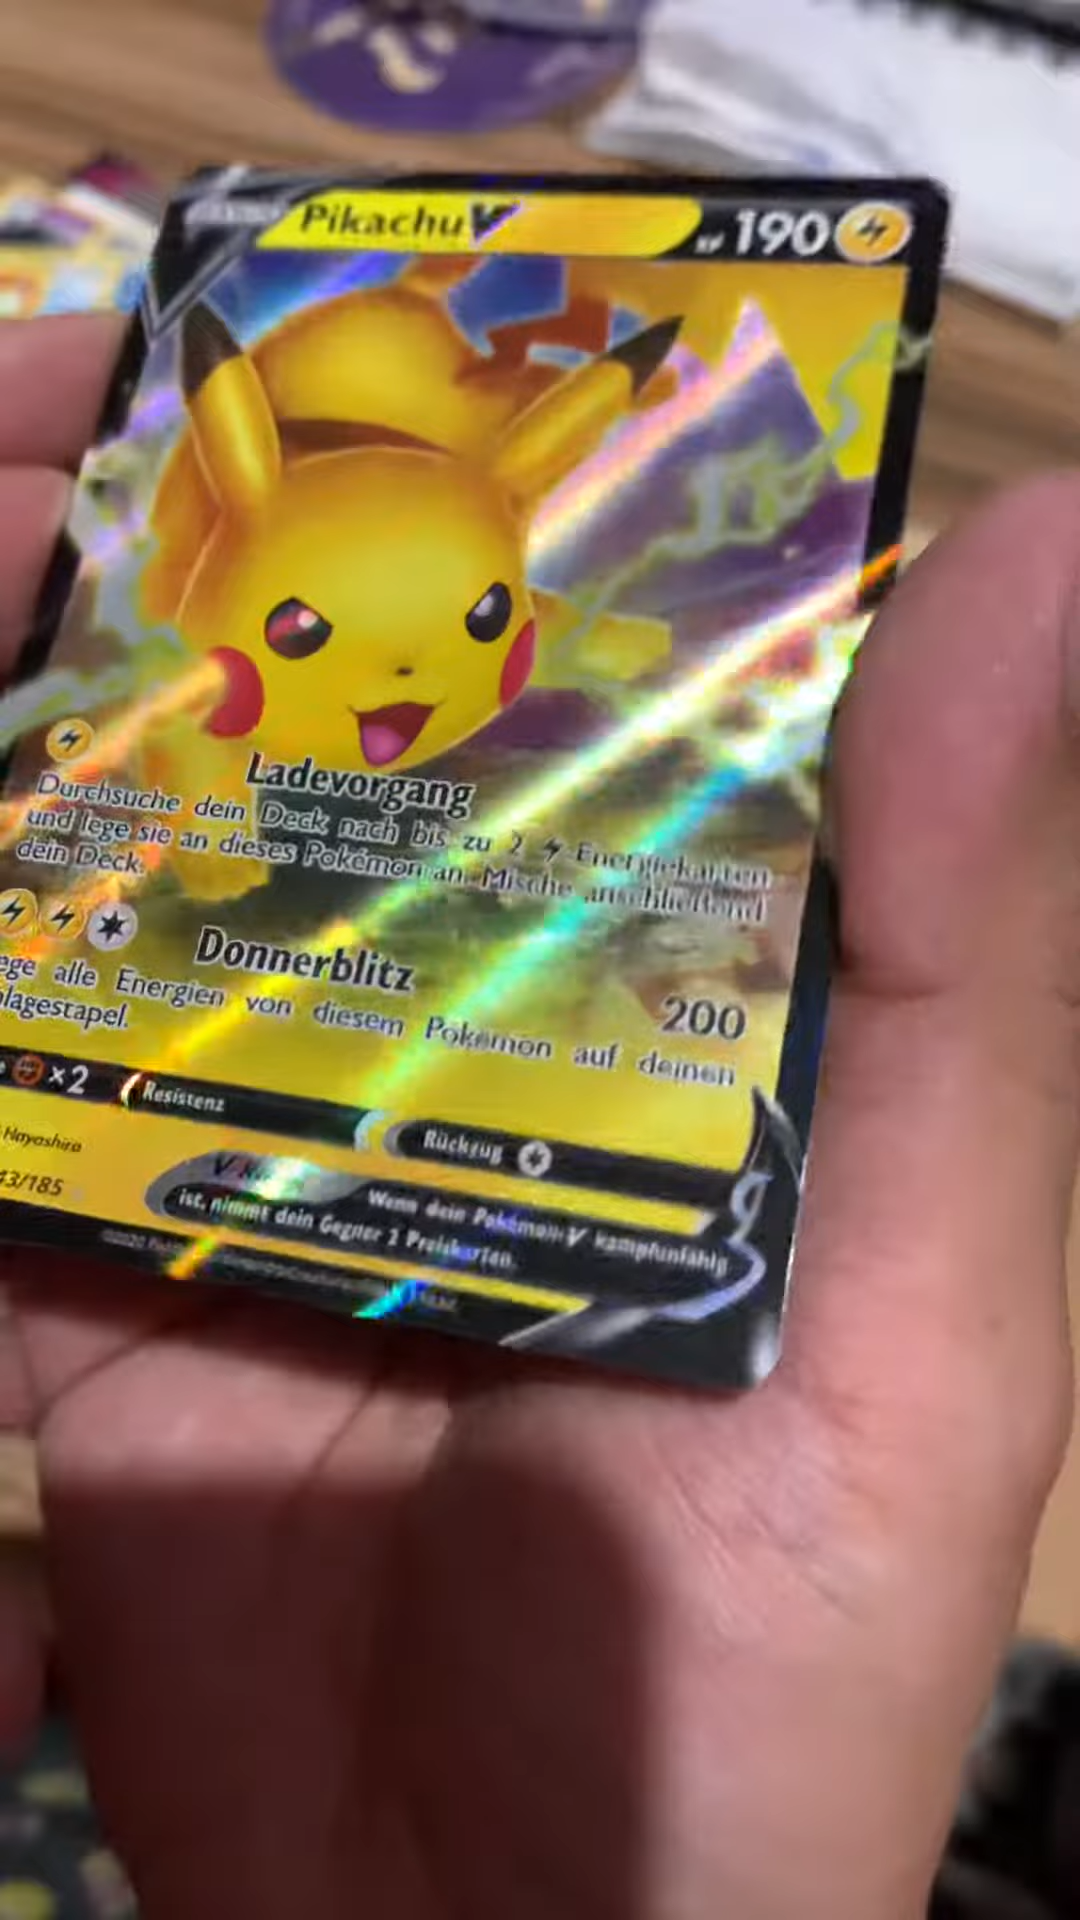 Pikachu V
KP 190
Ladevorgang
Durchsuche dein Deck nach bis zu 2 Energiekarten
und lege sie an dieses Pokémon an. Mische anschließend
dein Deck.
Donnerblitz 200
ege alle Energien von diesem Pokémon auf deinen
lagestapel.
×2
Resistenz
Rückzug
Hayashira
43/185
Wenn dein Pokémon-V kampfunfähig
ist, nimmt dein Gegner 2 Preiskarten.
©2020